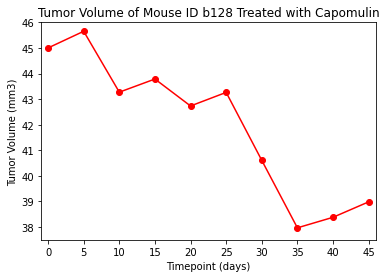 Tumor Volume of Mouse ID b128 Treated with Capomulin
46
45
44
43
42
41
40
39
38
Tumor Volume (mm3)
0 5 10 15 20 25 30 35 40 45
Timepoint (days)